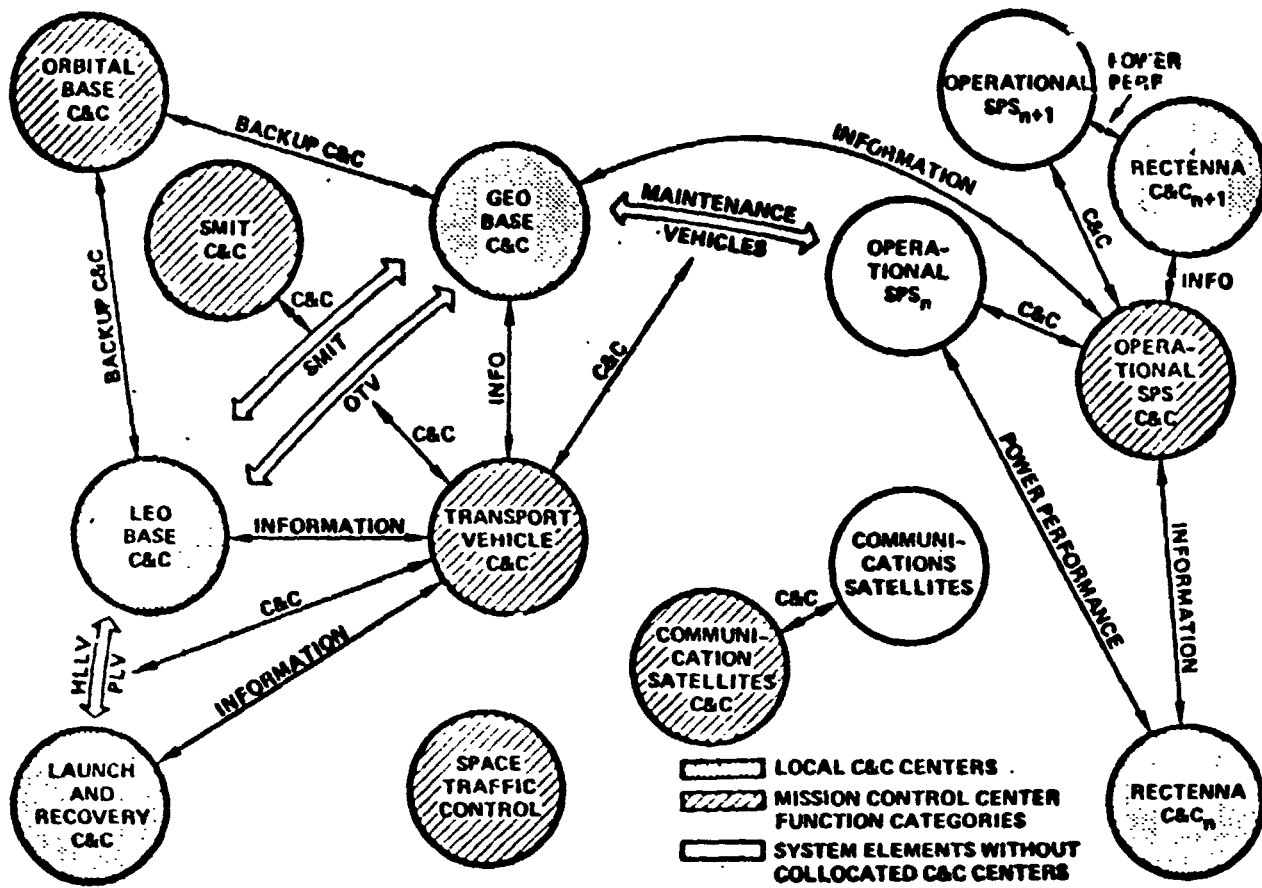 ORBITAL
BASE
C&C
BACKUP C&C
SMIT
C&C
GEO
BASE
C&C
INFORMATION
MAINTENANCE
VEHICLES
OPERATIONAL
SPSn+1
POWER
PERF
RECTENNA
C&Cn+1
C&C
INFO
OPERA-
TIONAL
SPSn
C&C
OPERA-
TIONAL
SPS
C&C
BACKUP C&C
C&C
SMIT
OTV
INFO
C&C
C&C
LEO
BASE
C&C
INFORMATION
TRANSPORT
VEHICLE
C&C
C&C
INFORMATION
HLLV
PLV
LAUNCH
AND
RECOVERY
C&C
SPACE
TRAFFIC
CONTROL
COMMUNI-
CATIONS
SATELLITES
C&C
COMMUNI-
CATION
SATELLITES
C&C
POWER PERFORMANCE
INFORMATION
RECTENNA
C&Cn
LOCAL C&C CENTERS
MISSION CONTROL CENTER
FUNCTION CATEGORIES
SYSTEM ELEMENTS WITHOUT
COLLOCATED C&C CENTERS